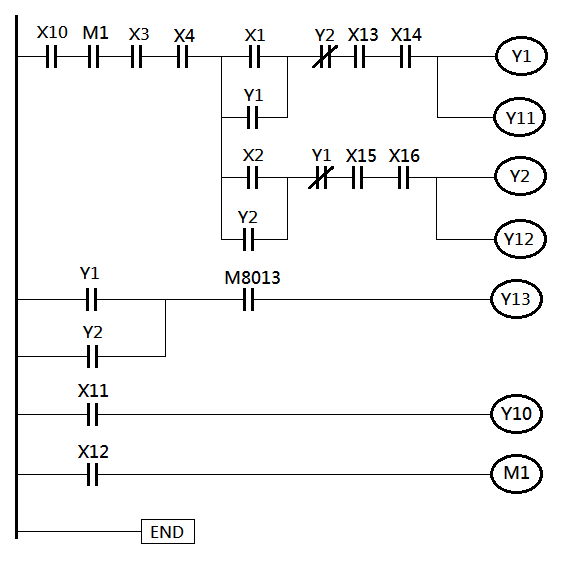 X10 M1 X3 X4 X1 Y2 X13 X14 Y1
Y1 Y11
X2 Y1 X15 X16 Y2
Y2 Y12
Y1 M8013 Y13
Y2
X11 Y10
X12 M1
END